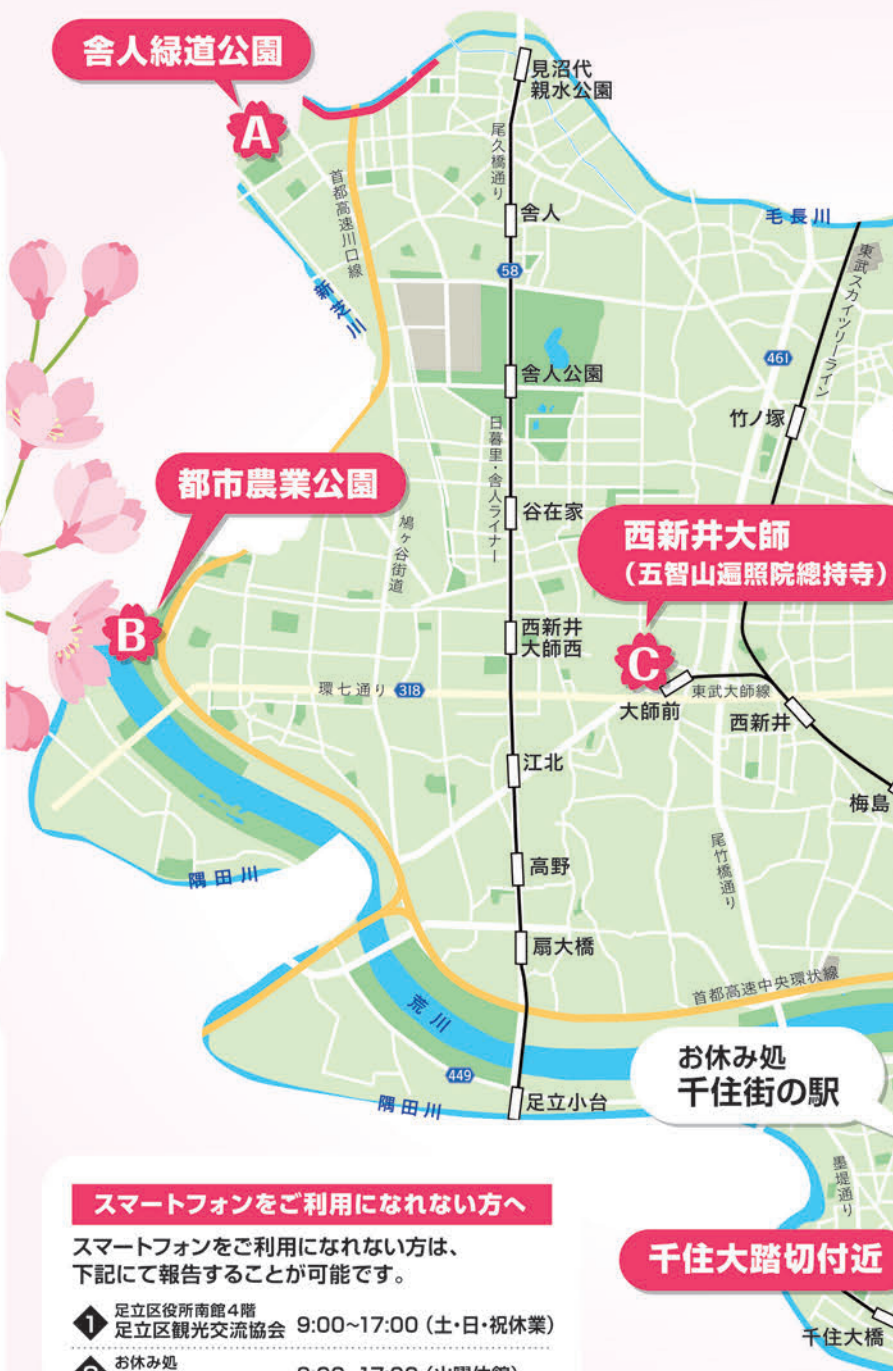 舎人緑道公園
A
見沼代
親水公園
尾久橋通り
首都高速川口線
舎人
毛長川
58
新芝川
東武スカイツリーライン
461
舎人公園
竹ノ塚
日暮里・舎人ライナー
都市農業公園
谷在家
鳩ヶ谷街道
西新井大師
(五智山遍照院總持寺)
B
西新井
大師西
C
環七通り
318
東武大師線
大師前
西新井
江北
梅島
尾竹橋通り
高野
隅田川
扇大橋
首都高速中央環状線
荒川
お休み処
千住街の駅
449
隅田川
足立小台
墨堤通り
スマートフォンをご利用になれない方へ
スマートフォンをご利用になれない方は、
下記にて報告することが可能です。
千住大踏切付近
1 足立区役所南館4階
足立区観光交流協会 9:00~17:00 (土・日・祝休業)
千住大橋
お休み処